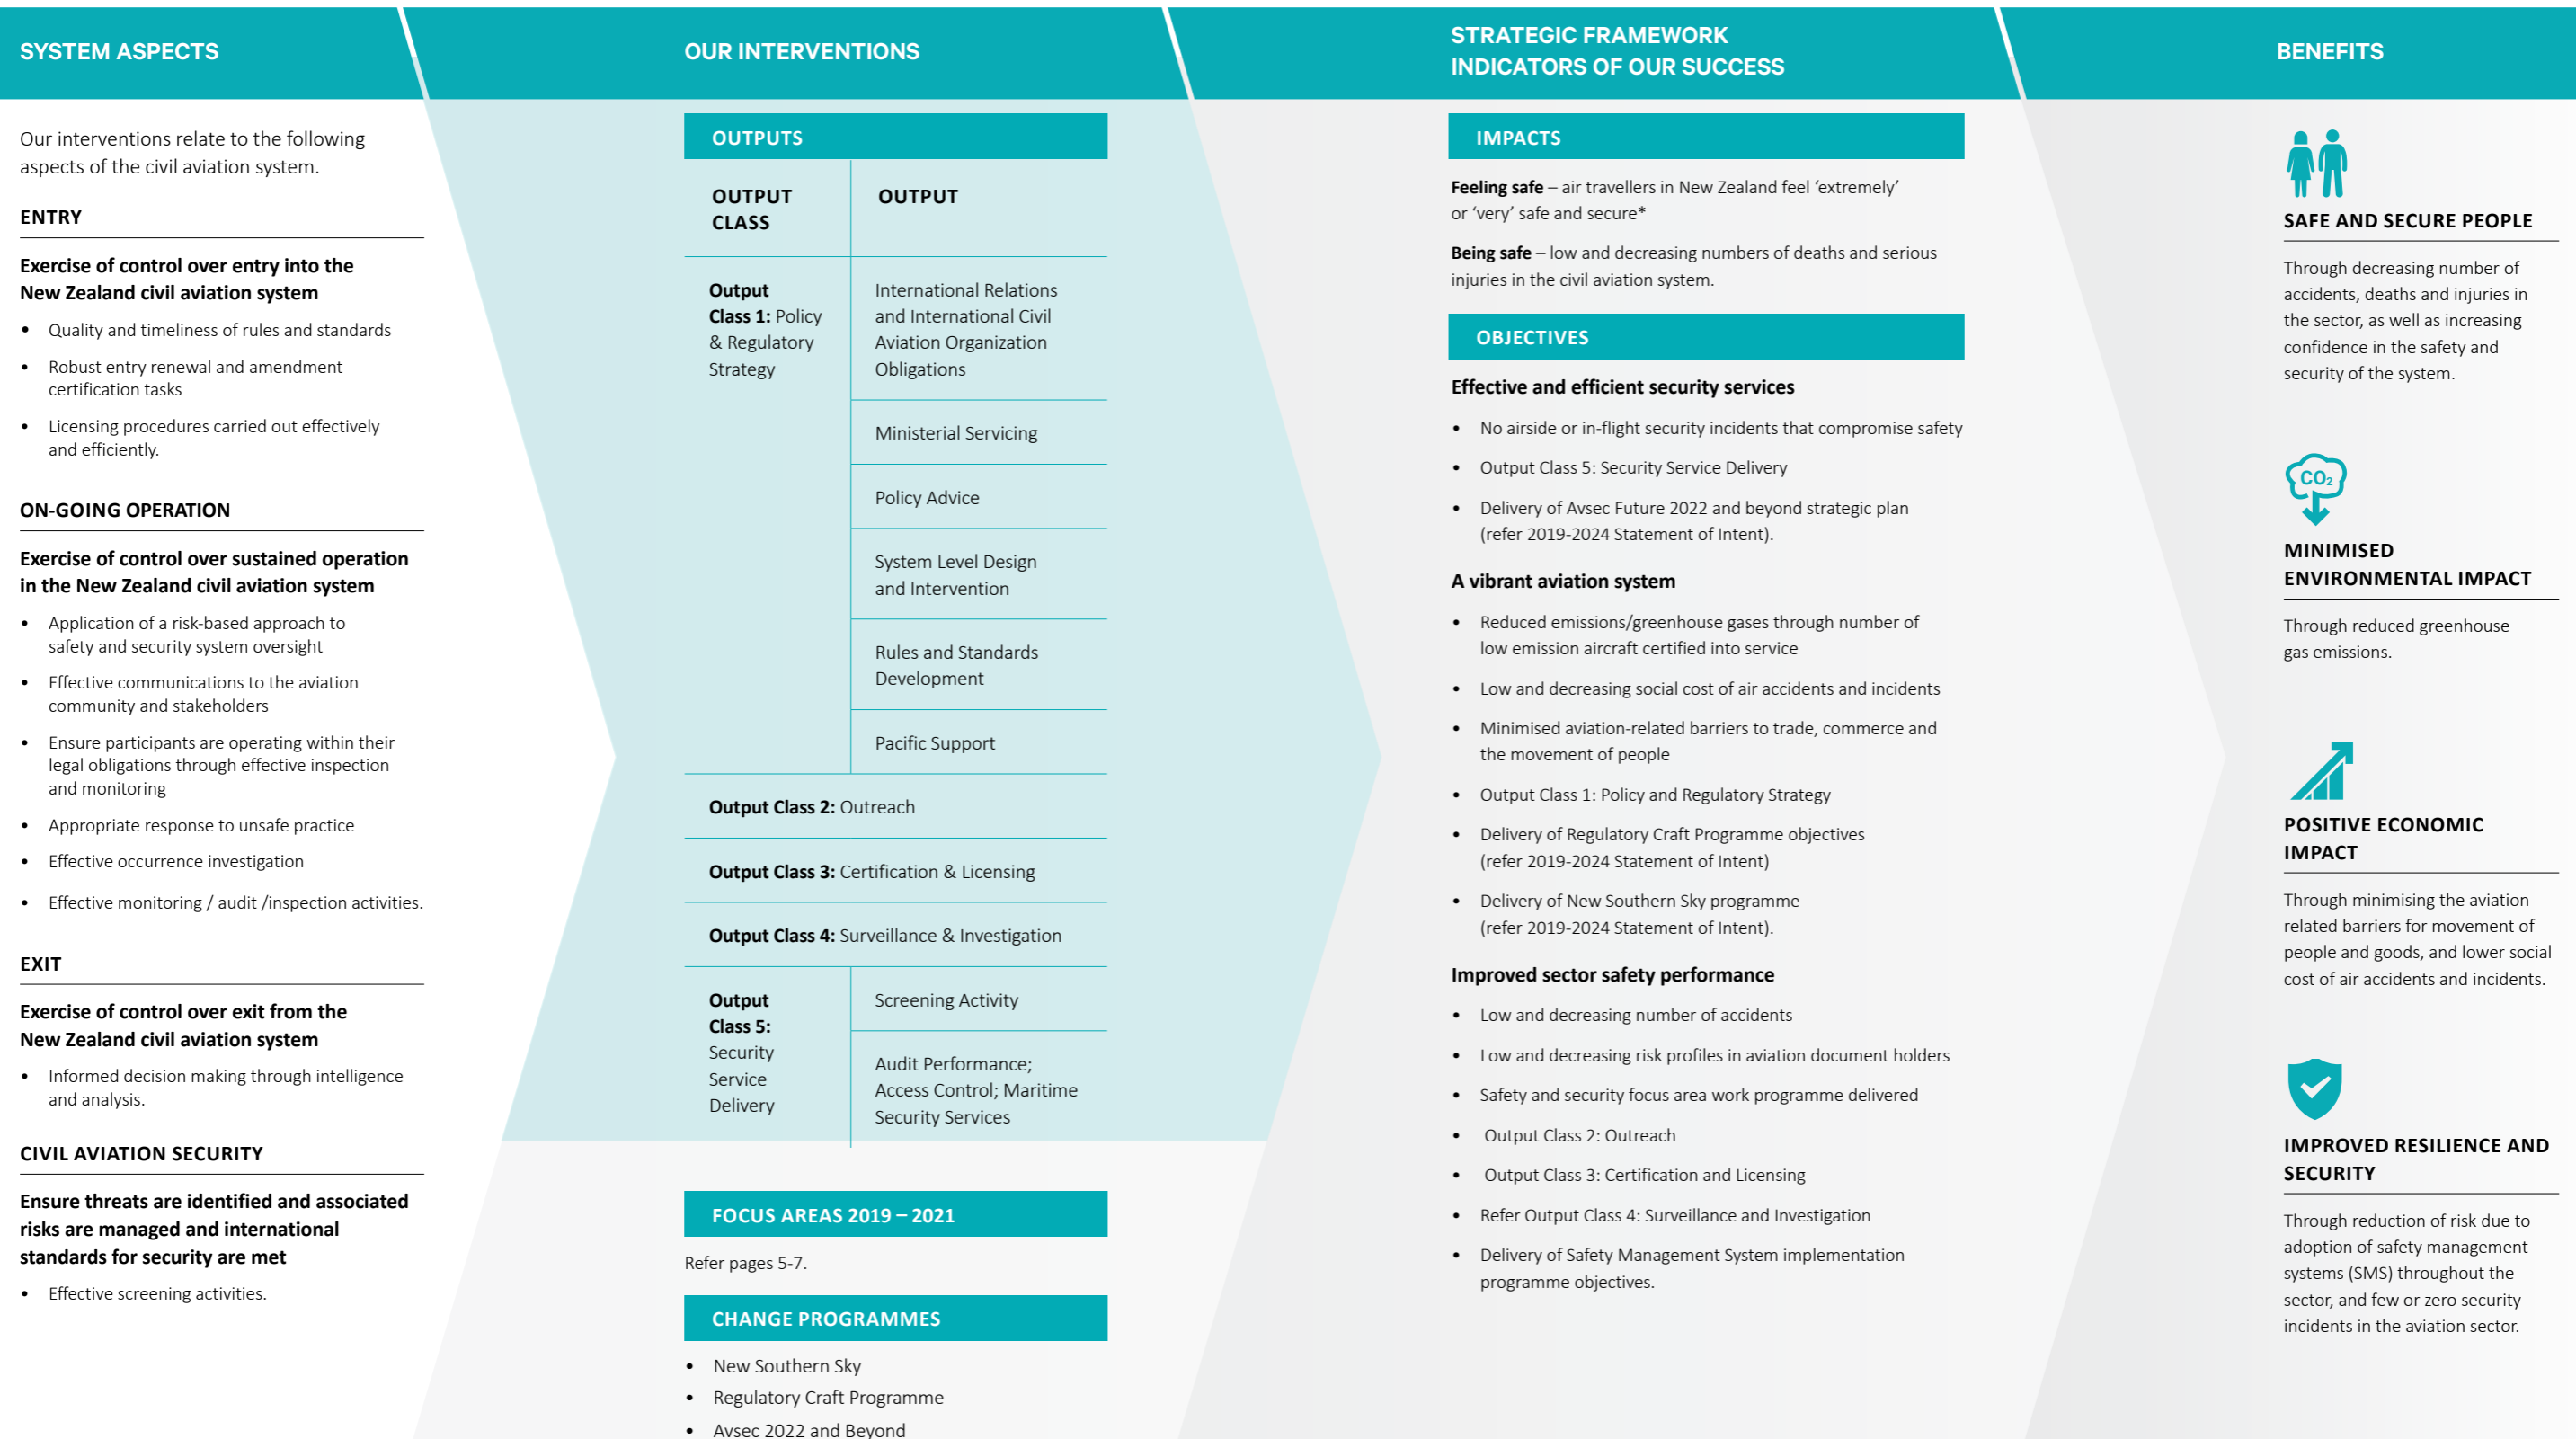 SYSTEM ASPECTS
Our interventions relate to the following
aspects of the civil aviation system.
ENTRY
Exercise of control over entry into the
New Zealand civil aviation system
• Quality and timeliness of rules and standards
• Robust entry renewal and amendment
certification tasks
• Licensing procedures carried out effectively
and efficiently.
ON-GOING OPERATION
Exercise of control over sustained operation
in the New Zealand civil aviation system
• Application of a risk-based approach to
safety and security system oversight
• Effective communications to the aviation
community and stakeholders
• Ensure participants are operating within their
legal obligations through effective inspection
and monitoring
• Appropriate response to unsafe practice
• Effective occurrence investigation
• Effective monitoring / audit /inspection activities.
EXIT
Exercise of control over exit from the
New Zealand civil aviation system
• Informed decision making through intelligence
and analysis.
CIVIL AVIATION SECURITY
Ensure threats are identified and associated
risks are managed and international
standards for security are met
• Effective screening activities.
OUR INTERVENTIONS
OUTPUTS
OUTPUT
CLASS
OUTPUT
Output
Class 1: Policy
& Regulatory
Strategy
International Relations
and International Civil
Aviation Organization
Obligations
Ministerial Servicing
Policy Advice
System Level Design
and Intervention
Rules and Standards
Development
Pacific Support
Output Class 2: Outreach
Output Class 3: Certification & Licensing
Output Class 4: Surveillance & Investigation
Output
Class 5:
Security
Service
Delivery
Screening Activity
Audit Performance;
Access Control; Maritime
Security Services
FOCUS AREAS 2019 – 2021
Refer pages 5-7.
CHANGE PROGRAMMES
• New Southern Sky
• Regulatory Craft Programme
• Avsec 2022 and Beyond
STRATEGIC FRAMEWORK
INDICATORS OF OUR SUCCESS
IMPACTS
Feeling safe – air travellers in New Zealand feel ‘extremely’
or ‘very’ safe and secure*
Being safe – low and decreasing numbers of deaths and serious
injuries in the civil aviation system.
OBJECTIVES
Effective and efficient security services
• No airside or in-flight security incidents that compromise safety
• Output Class 5: Security Service Delivery
• Delivery of Avsec Future 2022 and beyond strategic plan
(refer 2019-2024 Statement of Intent).
A vibrant aviation system
• Reduced emissions/greenhouse gases through number of
low emission aircraft certified into service
• Low and decreasing social cost of air accidents and incidents
• Minimised aviation-related barriers to trade, commerce and
the movement of people
• Output Class 1: Policy and Regulatory Strategy
• Delivery of Regulatory Craft Programme objectives
(refer 2019-2024 Statement of Intent)
• Delivery of New Southern Sky programme
(refer 2019-2024 Statement of Intent).
Improved sector safety performance
• Low and decreasing number of accidents
• Low and decreasing risk profiles in aviation document holders
• Safety and security focus area work programme delivered
• Output Class 2: Outreach
• Output Class 3: Certification and Licensing
• Refer Output Class 4: Surveillance and Investigation
• Delivery of Safety Management System implementation
programme objectives.
BENEFITS
SAFE AND SECURE PEOPLE
Through decreasing number of
accidents, deaths and injuries in
the sector, as well as increasing
confidence in the safety and
security of the system.
CO₂
MINIMISED
ENVIRONMENTAL IMPACT
Through reduced greenhouse
gas emissions.
POSITIVE ECONOMIC
IMPACT
Through minimising the aviation
related barriers for movement of
people and goods, and lower social
cost of air accidents and incidents.
IMPROVED RESILIENCE AND
SECURITY
Through reduction of risk due to
adoption of safety management
systems (SMS) throughout the
sector, and few or zero security
incidents in the aviation sector.